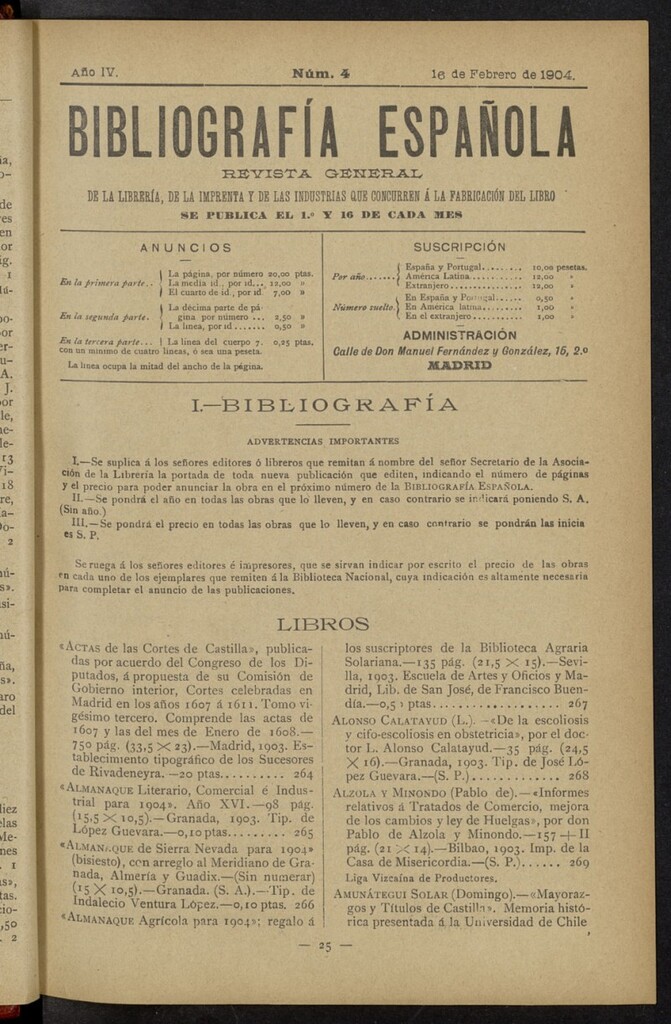 Año IV. Núm. 4 16 de Febrero de 1904.
BIBLIOGRAFÍA ESPAÑOLA
REVISTA GENERAL
DE LA LIBRERÍA, DE LA IMPRENTA Y DE LAS INDUSTRIAS QUE CONCURREN Á LA FABRICACIÓN DEL LIBRO
SE PUBLICA EL 1.º Y 16 DE CADA MES
ANUNCIOS
En la primera parte.. La página, por número 20,00 ptas.
La media id., por id... 12,00 »
El cuarto de id., por id. 7,00 »
En la segunda parte. La décima parte de pá
gina por número ... 2,50 »
La línea, por id...... 0,50 »
En la tercera parte... La línea del cuerpo 7. 0,25 ptas.
con un mínimo de cuatro líneas, ó sea una peseta.
La línea ocupa la mitad del ancho de la página.
SUSCRIPCIÓN
Por año....... España y Portugal......... 10,00 pesetas.
América Latina............ 12,00 »
Extranjero................ 12,00 »
Número suelto. En España y Portugal...... 0,50 »
En América latina......... 1,00 »
En el extranjero.......... 2,00 »
ADMINISTRACIÓN
Calle de Don Manuel Fernández y González, 15, 2.º
MADRID
I.—BIBLIOGRAFÍA
ADVERTENCIAS IMPORTANTES
I.—Se suplica á los señores editores ó libreros que remitan á nombre del señor Secretario de la Asocia-
ción de la Librería la portada de toda nueva publicación que editen, indicando el número de páginas
y el precio para poder anunciar la obra en el próximo número de la BIBLIOGRAFÍA ESPAÑOLA.
II.—Se pondrá el año en todas las obras que lo lleven, y en caso contrario se indicará poniendo S. A.
(Sin año.)
III.—Se pondrá el precio en todas las obras que lo lleven, y en caso contrario se pondrán las inicia
es S. P.
Se ruega á los señores editores é impresores, que se sirvan indicar por escrito el precio de las obras
en cada uno de los ejemplares que remiten á la Biblioteca Nacional, cuya indicación es altamente necesaria
para completar el anuncio de las publicaciones.
LIBROS
«ACTAS de las Cortes de Castilla», publica-
das por acuerdo del Congreso de los Di-
putados, á propuesta de su Comisión de
Gobierno interior, Cortes celebradas en
Madrid en los años 1607 á 1611. Tomo vi-
gésimo tercero. Comprende las actas de
1607 y las del mes de Enero de 1608.—
750 pág. (33,5 × 23).—Madrid, 1903. Es-
tablecimiento tipográfico de los Sucesores
de Rivadeneyra. —20 ptas.......... 264
«ALMANAQUE Literario, Comercial é Indus-
trial para 1904». Año XVI.—98 pág.
(15,5 × 10,5).—Granada, 1903. Tip. de
López Guevara.—0,10 ptas......... 265
«ALMANAQUE de Sierra Nevada para 1904»
(bisiesto), con arreglo al Meridiano de Gra-
nada, Almería y Guadix.—(Sin numerar)
(15 × 10,5).—Granada. (S. A.).—Tip. de
Indalecio Ventura López.—0,10 ptas. 266
«ALMANAQUE Agrícola para 1904»; regalo á
los suscriptores de la Biblioteca Agraria
Solariana.—135 pág. (21,5 × 15).—Sevi-
lla, 1903. Escuela de Artes y Oficios y Ma-
drid, Lib. de San José, de Francisco Buen-
día.—0,50 ptas................. 267
ALONSO CALATAYUD (L.). —«De la escoliosis
y cifo-escoliosis en obstetricia», por el doc-
tor L. Alonso Calatayud.—35 pág. (24,5
× 16).—Granada, 1903. Tip. de José Ló-
pez Guevara.—(S. P.)............ 268
ALZOLA Y MINONDO (Pablo de).—«Informes
relativos á Tratados de Comercio, mejora
de los cambios y ley de Huelgas», por don
Pablo de Alzola y Minondo.—157 + II
pág. (21 × 14).—Bilbao, 1903. Imp. de la
Casa de Misericordia.—(S. P.)...... 269
Liga Vizcaína de Productores.
AMUNÁTEGUI SOLAR (Domingo).—«Mayoraz-
gos y Títulos de Castilla». Memoria histó-
rica presentada á la Universidad de Chile
— 25 —